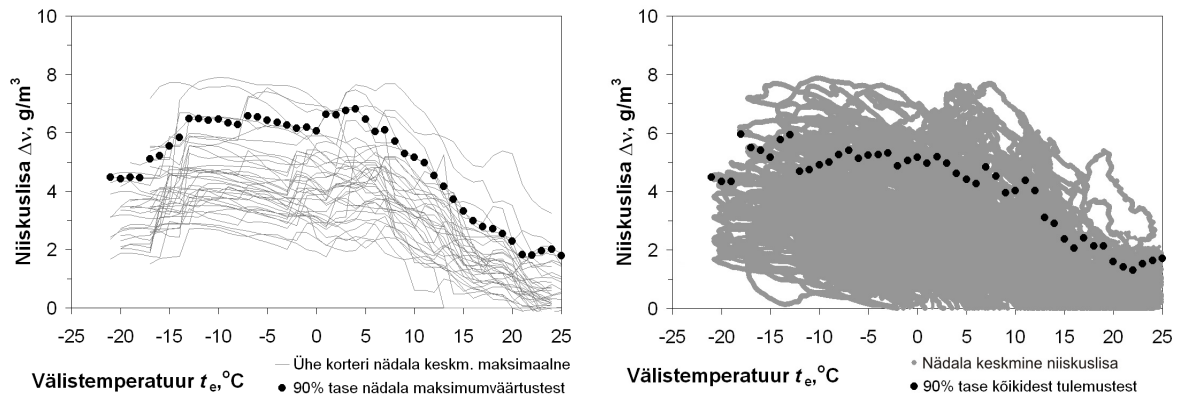 10
8
6
4
2
0
Niiskuslisa Δν, g/m³
-25 -20 -15 -10 -5 0 5 10 15 20 25
Välistemperatuur tₑ,°C
Ühe korteri nädala keskm. maksimaalne
90% tase nädala maksimumväärtustest
10
8
6
4
2
0
Niiskuslisa Δν, g/m³
-25 -20 -15 -10 -5 0 5 10 15 20 25
Välistemperatuur tₑ,°C
Nädala keskmine niiskuslisa
90% tase kõikidest tulemustest